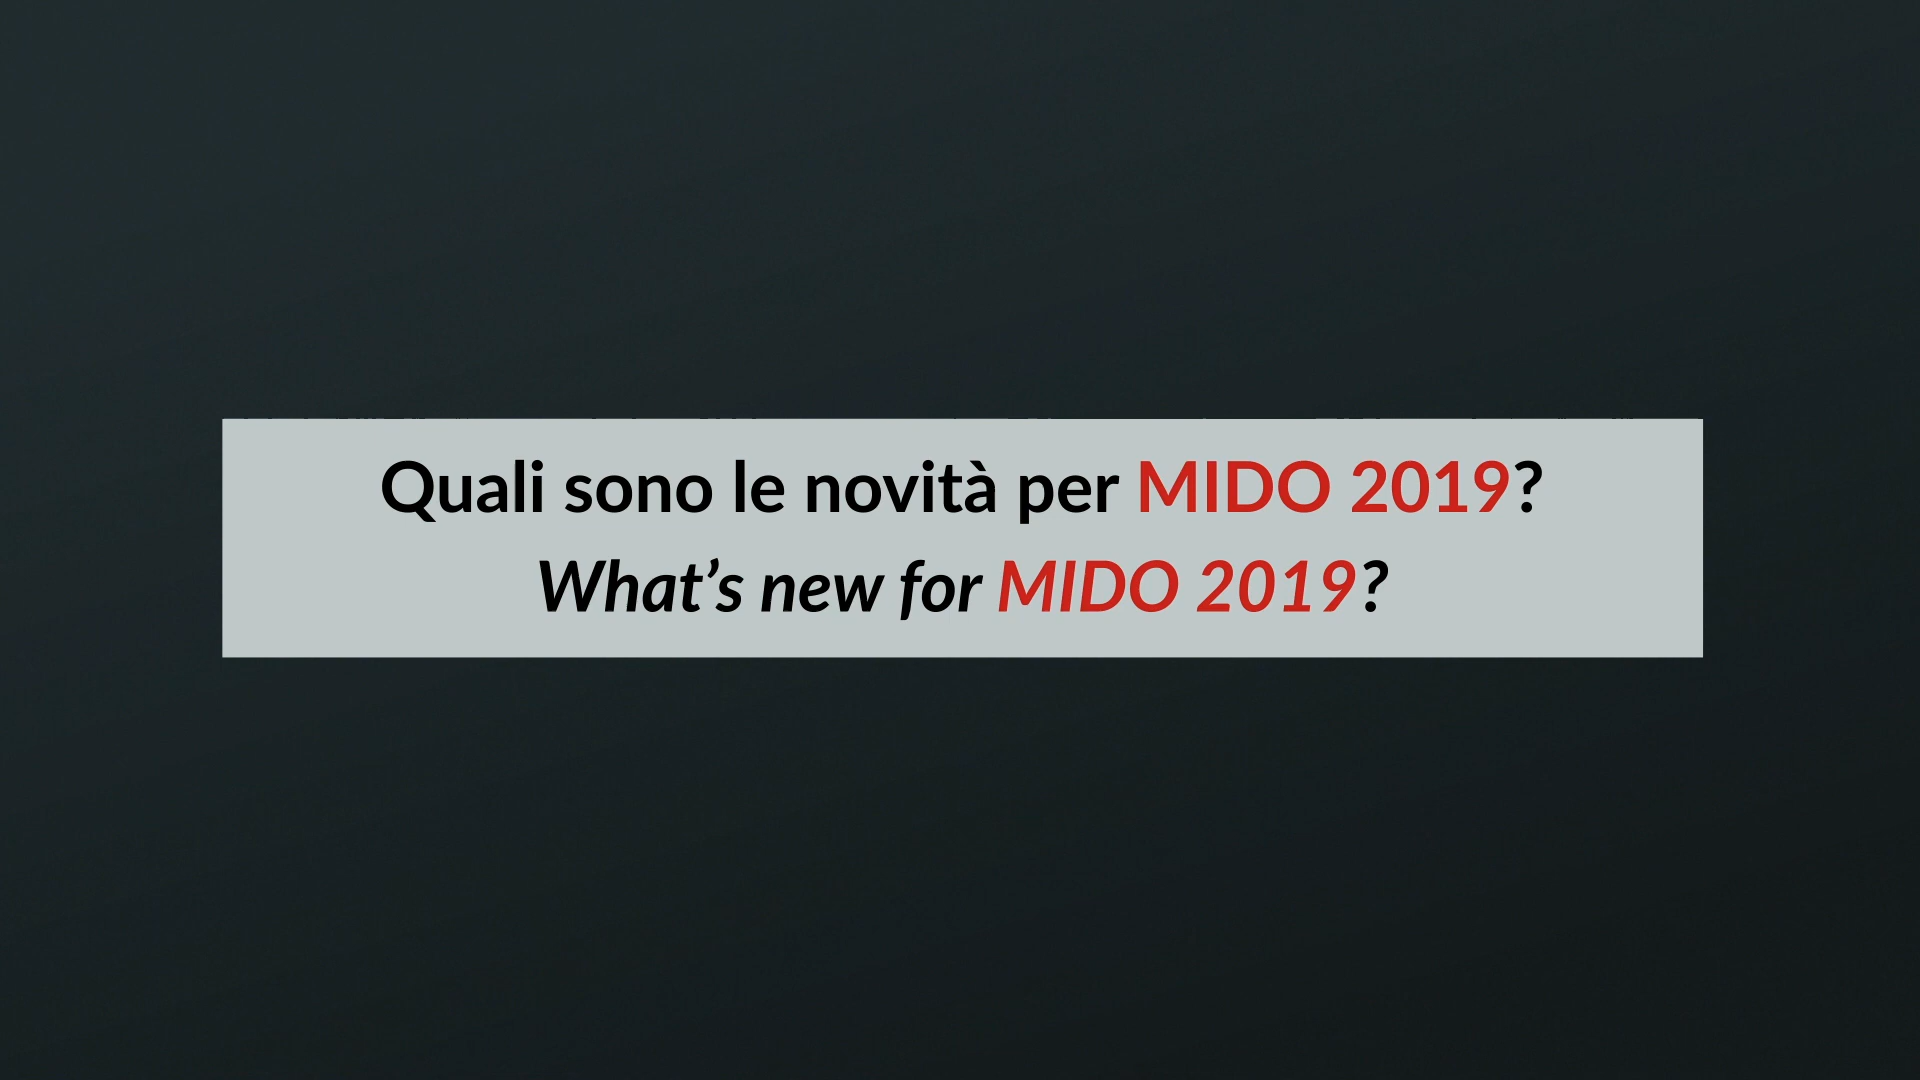 Quali sono le novità per MIDO 2019?
What’s new for MIDO 2019?